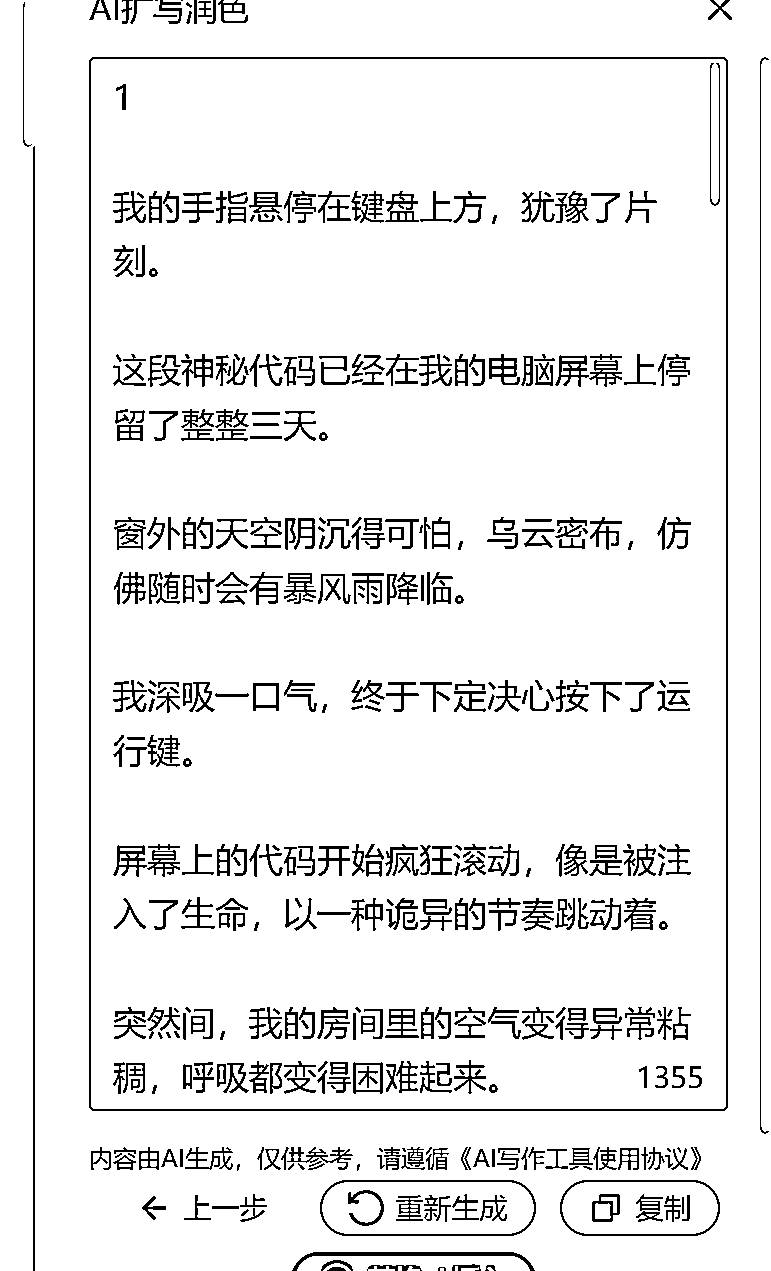 AI扩写润色
1
我的手指悬停在键盘上方，犹豫了片
刻。
这段神秘代码已经在我的电脑屏幕上停
留了整整三天。
窗外的天空阴沉得可怕，乌云密布，仿
佛随时会有暴风雨降临。
我深吸一口气，终于下定决心按下了运
行键。
屏幕上的代码开始疯狂滚动，像是被注
入了生命，以一种诡异的节奏跳动着。
突然间，我的房间里的空气变得异常粘
稠，呼吸都变得困难起来。
1355
内容由AI生成，仅供参考，请遵循《AI写作工具使用协议》
上一步
重新生成
复制